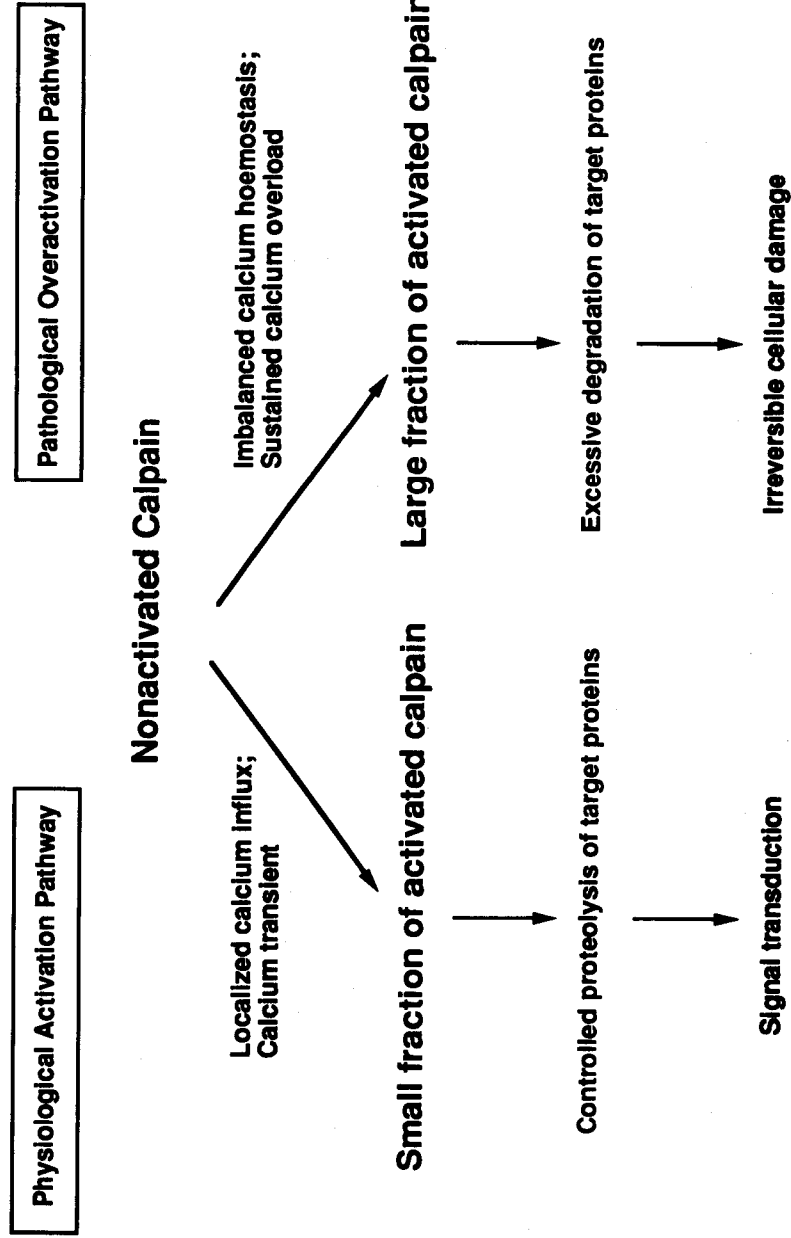 Physiological Activation Pathway
Pathological Overactivation Pathway
Nonactivated Calpain
Localized calcium influx;
Calcium transient
Imbalanced calcium hoemostasis;
Sustained calcium overload
Small fraction of activated calpain
Large fraction of activated calpain
Controlled proteolysis of target proteins
Excessive degradation of target proteins
Signal transduction
Irreversible cellular damage